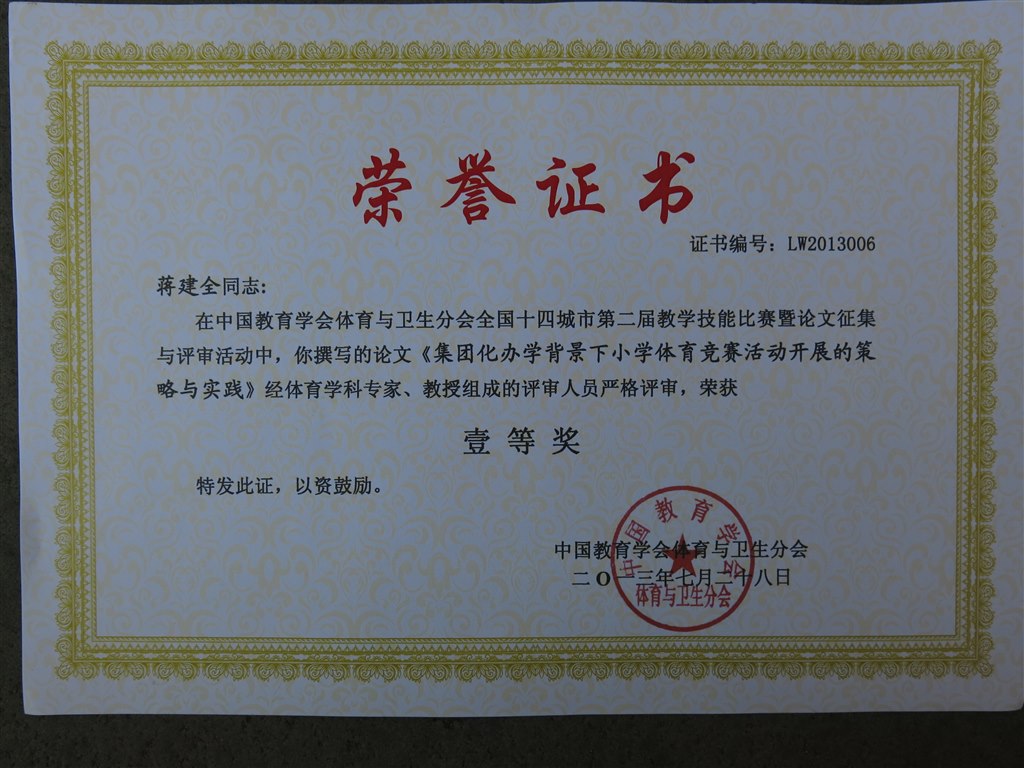 荣誉证书
证书编号：LW2013006
蒋建全同志：
在中国教育学会体育与卫生分会全国十四城市第二届教学技能比赛暨论文征集
与评审活动中，你撰写的论文《集团化办学背景下小学体育竞赛活动开展的策
略与实践》经体育学科专家、教授组成的评审人员严格评审，荣获
壹等奖
特发此证，以资鼓励。
中国教育学会体育与卫生分会
二〇一三年七月二十八日
中国教育学会
体育与卫生分会